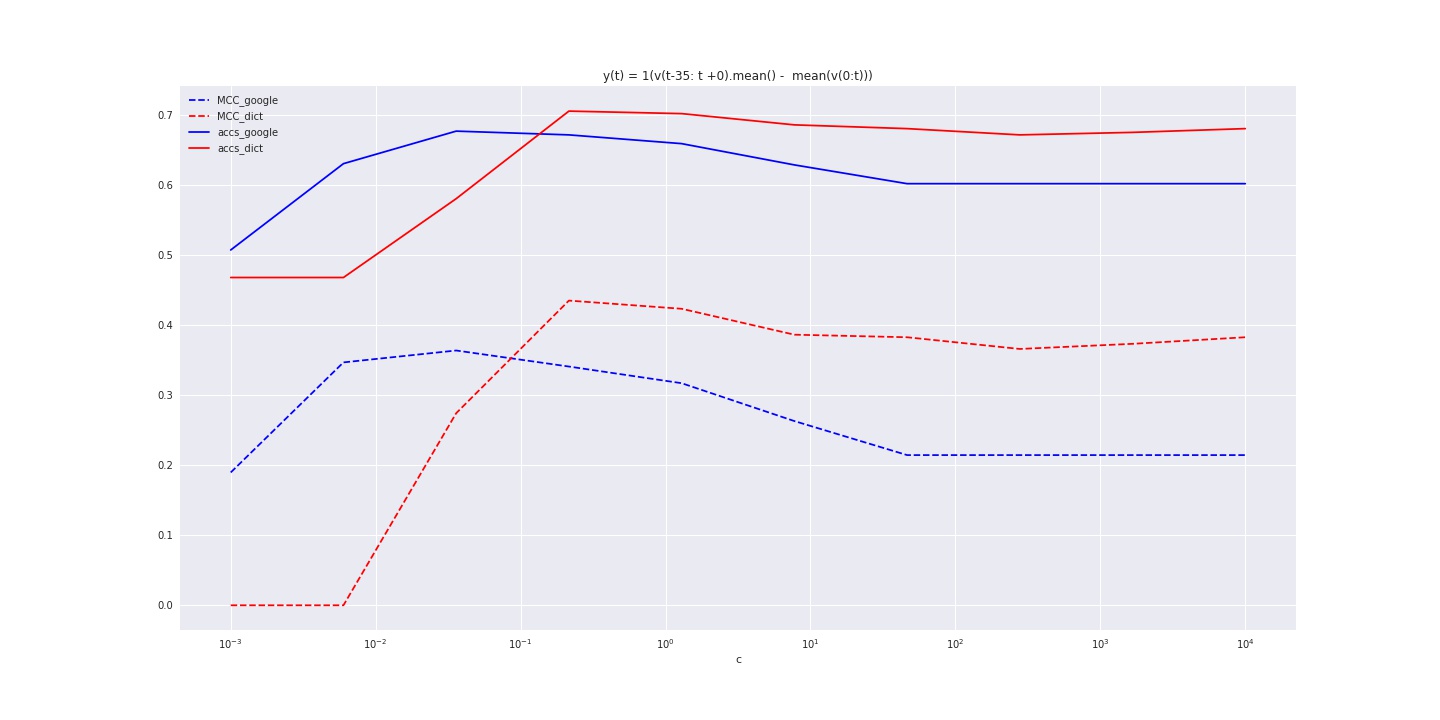 y(t) = 1(v(t-35: t +0).mean() -  mean(v(0:t)))
MCC_google
MCC_dict
accs_google
accs_dict
0.7
0.6
0.5
0.4
0.3
0.2
0.1
0.0
10⁻³ 10⁻² 10⁻¹ 10⁰ 10¹ 10² 10³ 10⁴
c